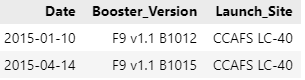 Date Booster_Version Launch_Site
2015-01-10 F9 v1.1 B1012 CCAFS LC-40
2015-04-14 F9 v1.1 B1015 CCAFS LC-40